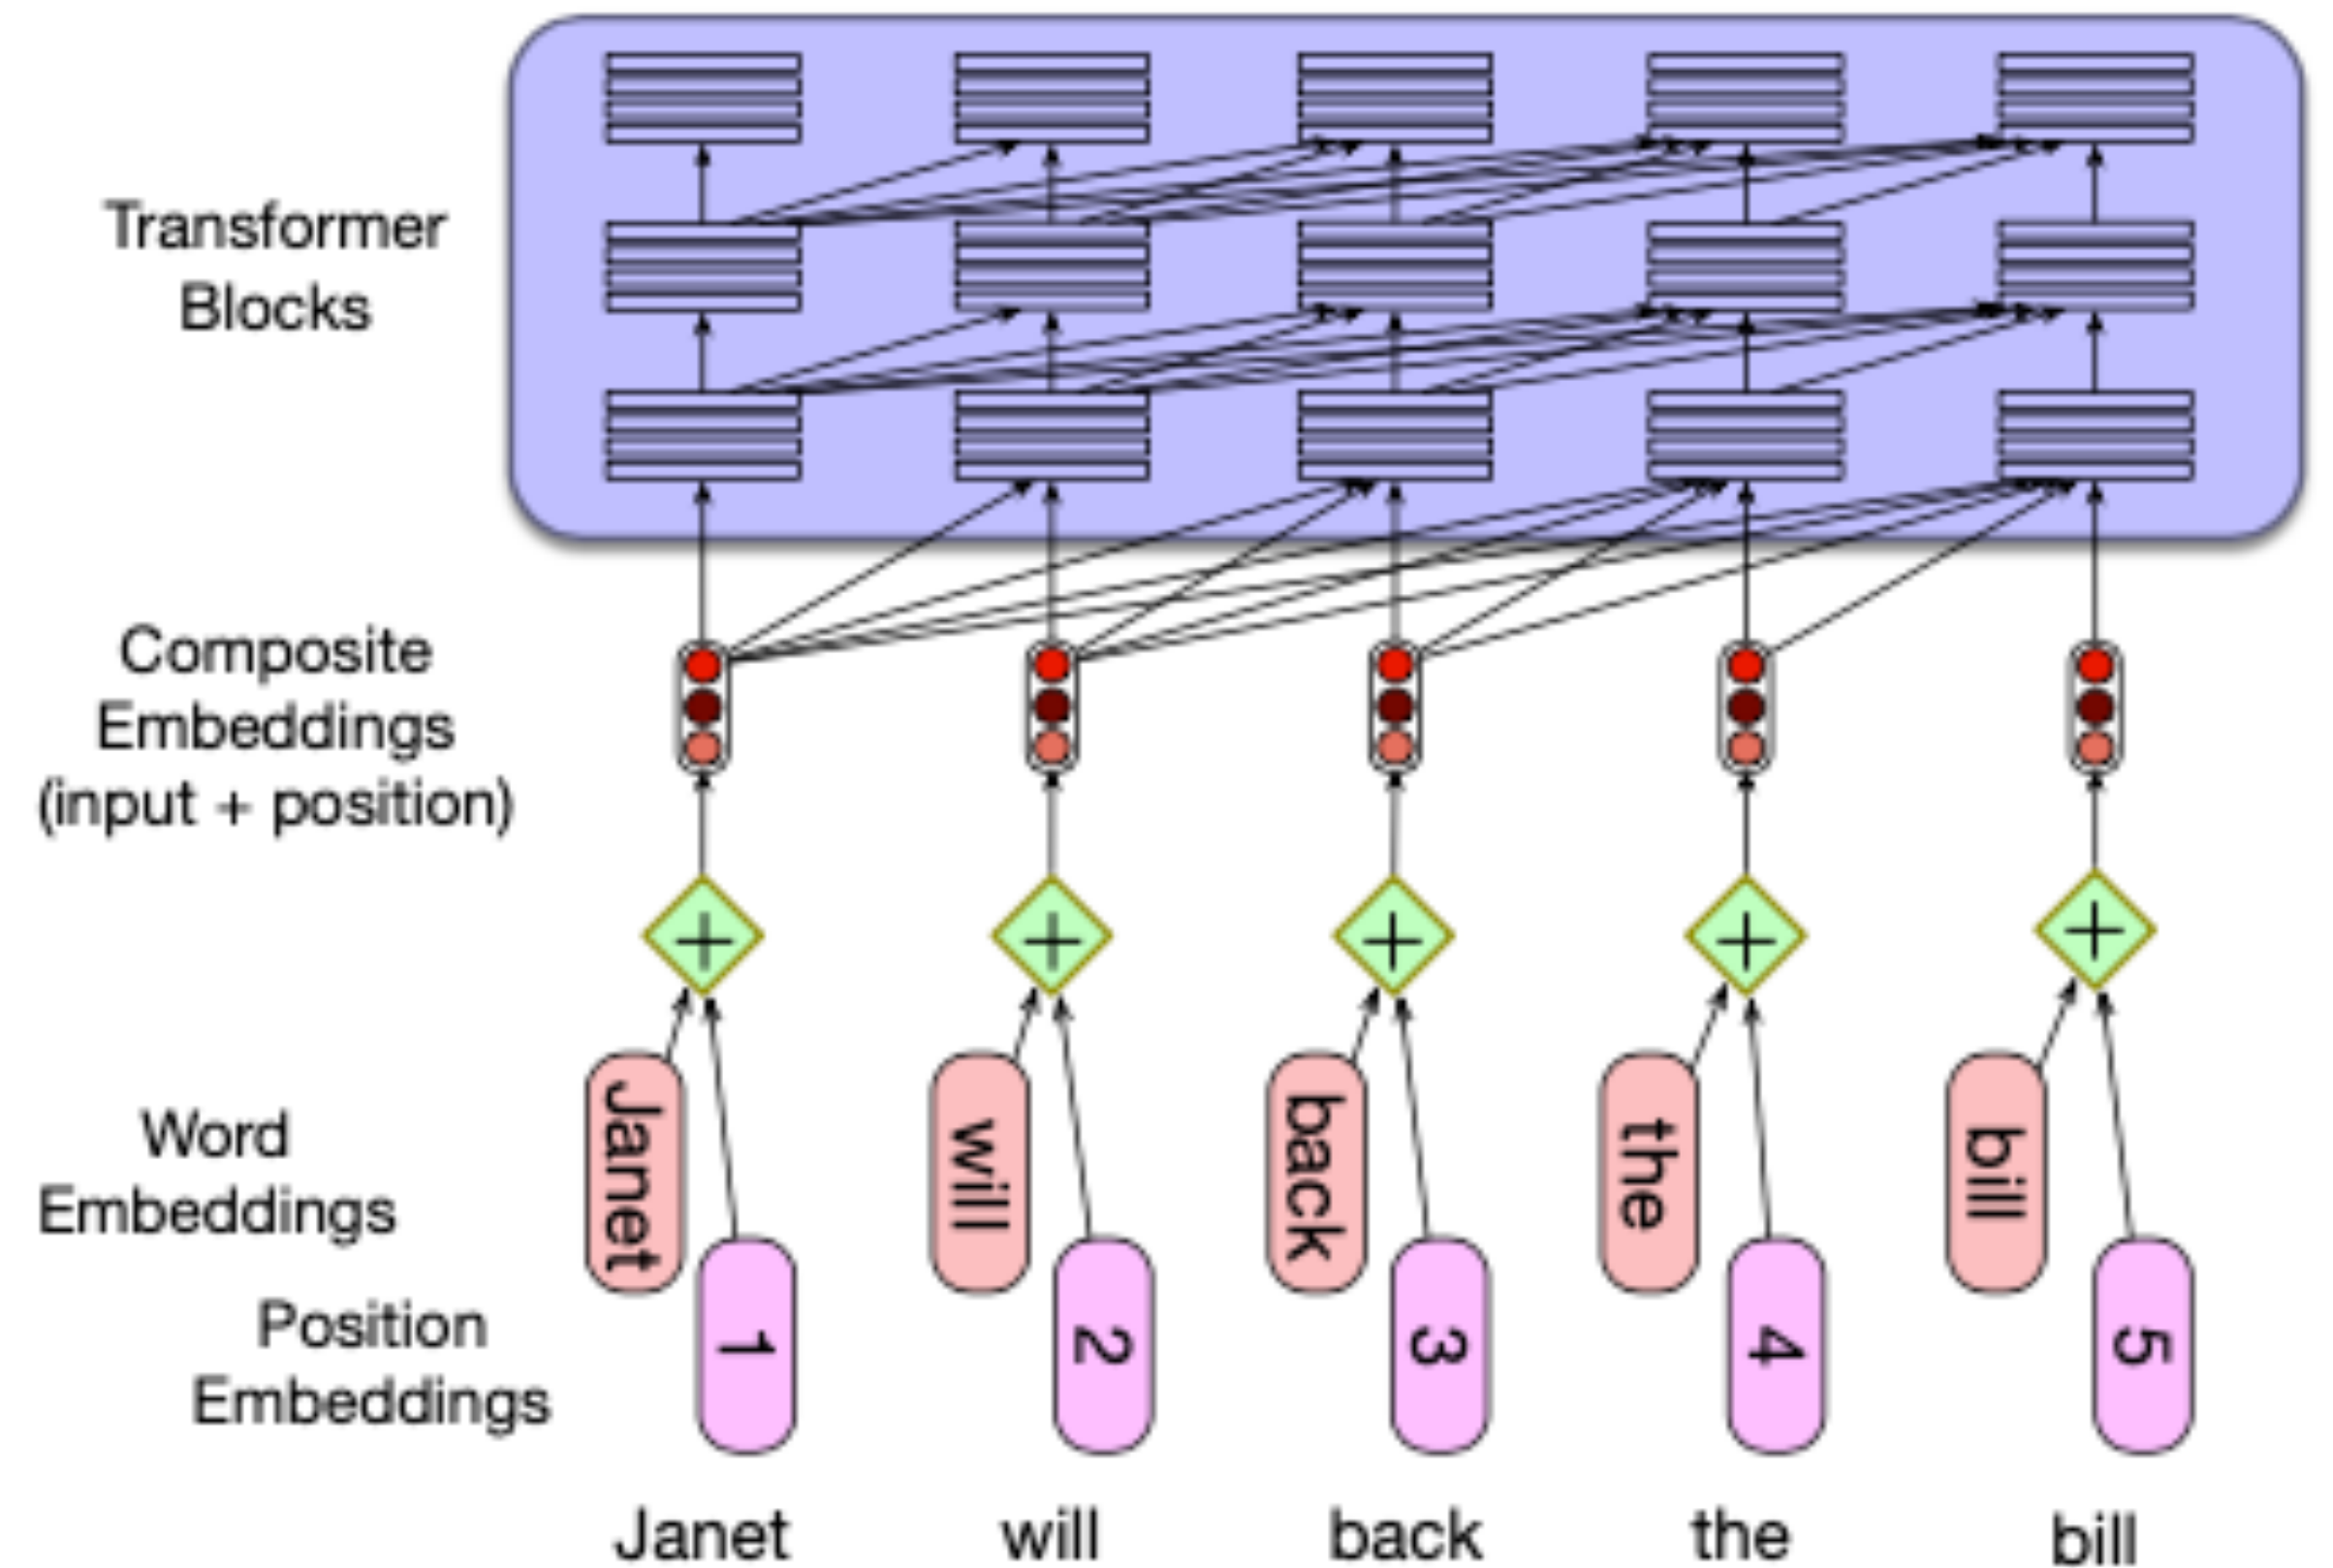 Transformer
Blocks
Composite
Embeddings
(input + position)
+ + + + +
Word
Embeddings
Janet will back the bill
Position
Embeddings
1 2 3 4 5
Janet will back the bill